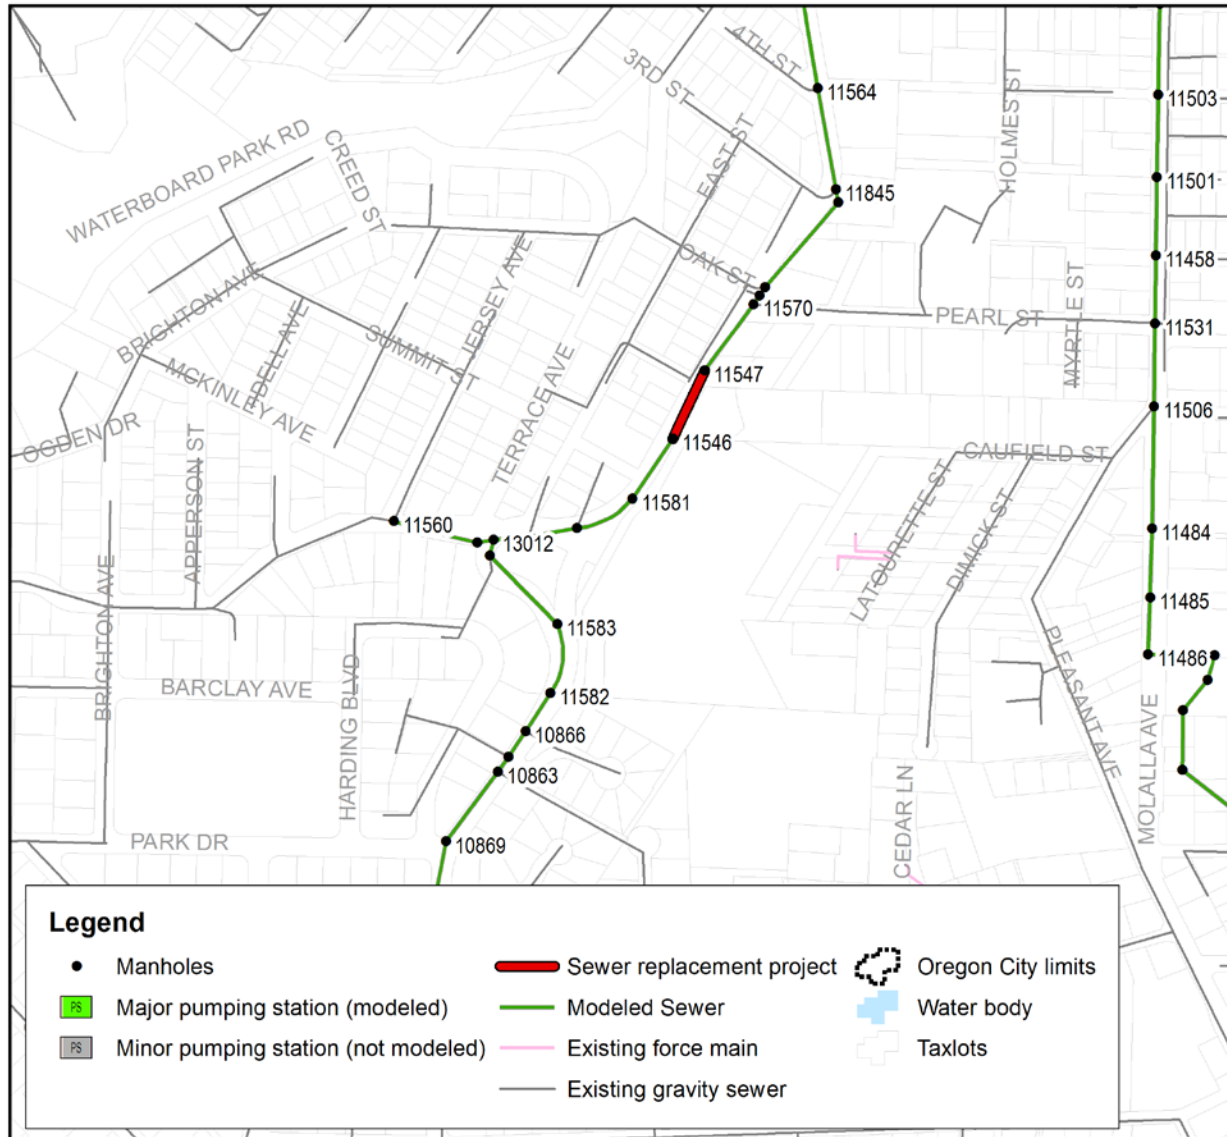 4TH ST
3RD ST
11564
HOLMES ST
11503
WATERBOARD PARK RD
CREED ST
EAST ST
11845
11501
OAK ST
11458
BRIGHTON AVE
JERSEY AVE
11570
PEARL ST
MYRTLE ST
11531
EDELL AVE
SUMMIT ST
MCKINLEY AVE
TERRACE AVE
11547
11506
OGDEN DR
11546
CAUFIELD ST
APPERSON ST
LATOURETTE ST
DIMICK ST
11581
11560
13012
11484
BRIGHTON AVE
11485
11583
PLEASANT AVE
11486
BARCLAY AVE
HARDING BLVD
11582
10866
MOLALLA AVE
10863
CEDAR LN
PARK DR
10869
Legend
Manholes
PS Major pumping station (modeled)
PS Minor pumping station (not modeled)
Sewer replacement project
Modeled Sewer
Existing force main
Existing gravity sewer
Oregon City limits
Water body
Taxlots